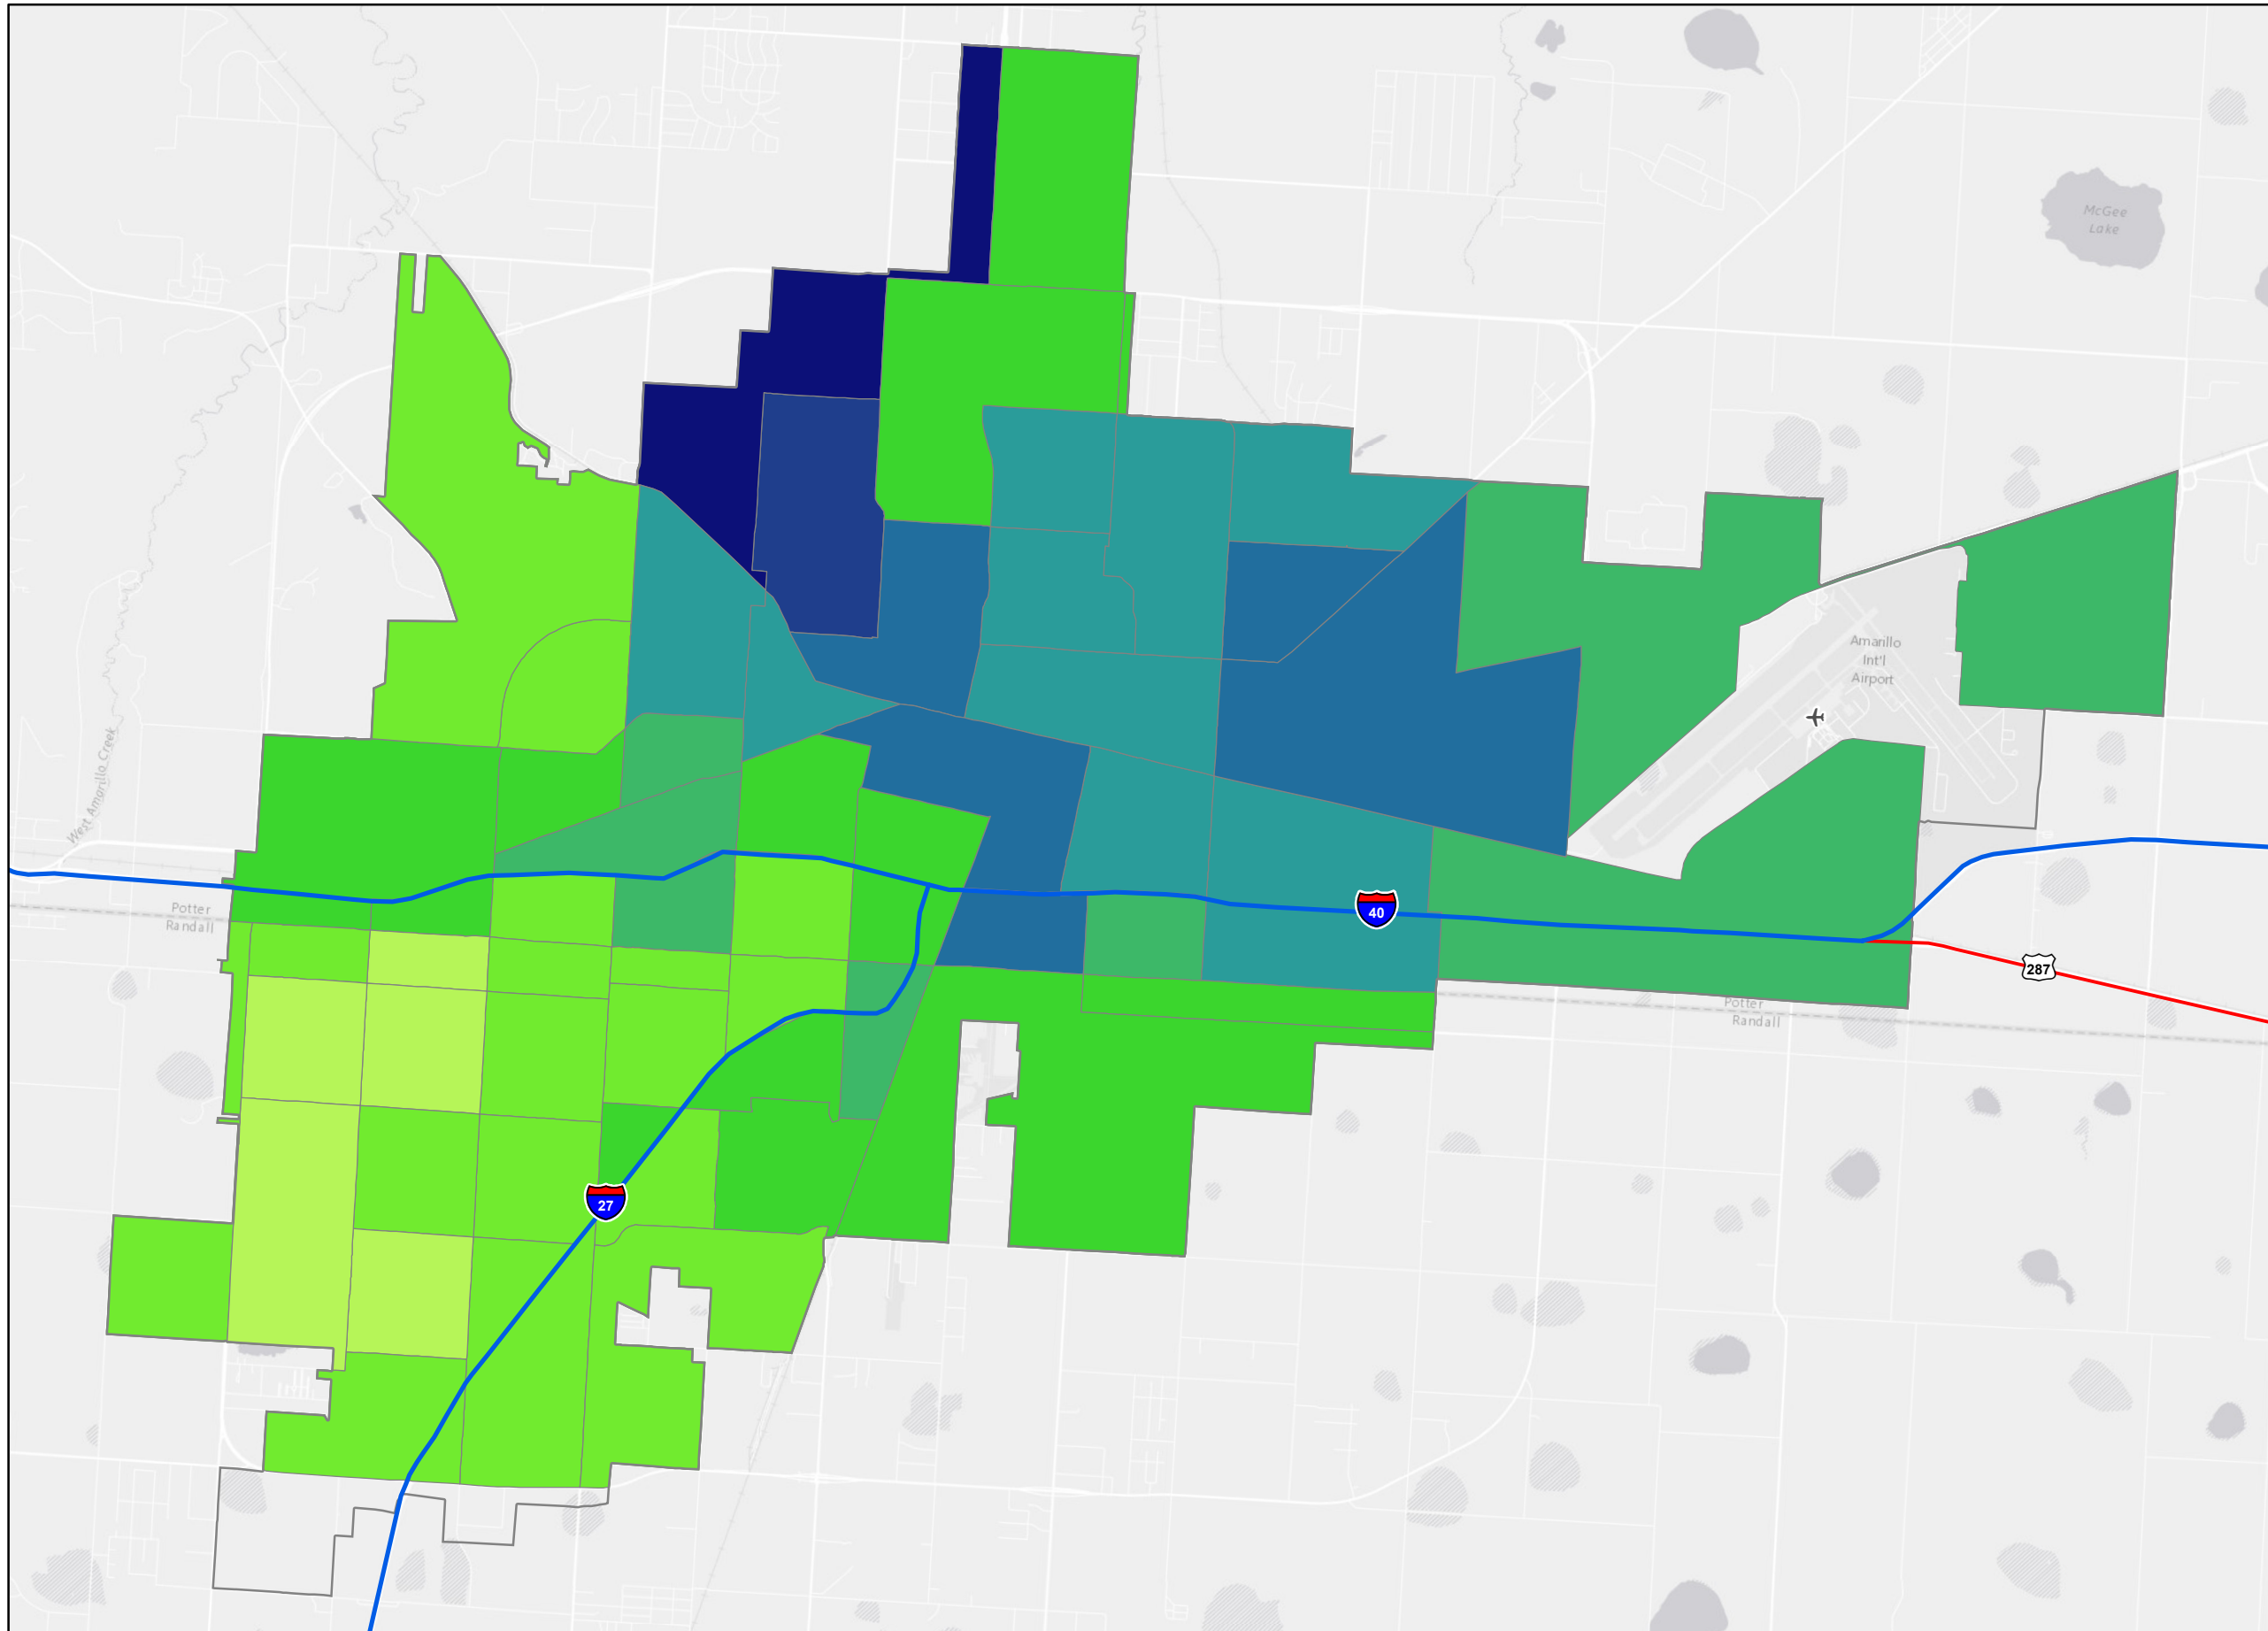 McGee
Lake
Amarillo
Int'l
Airport
West Amarillo Creek
Potter
Randall
40
287
Potter
Randall
27